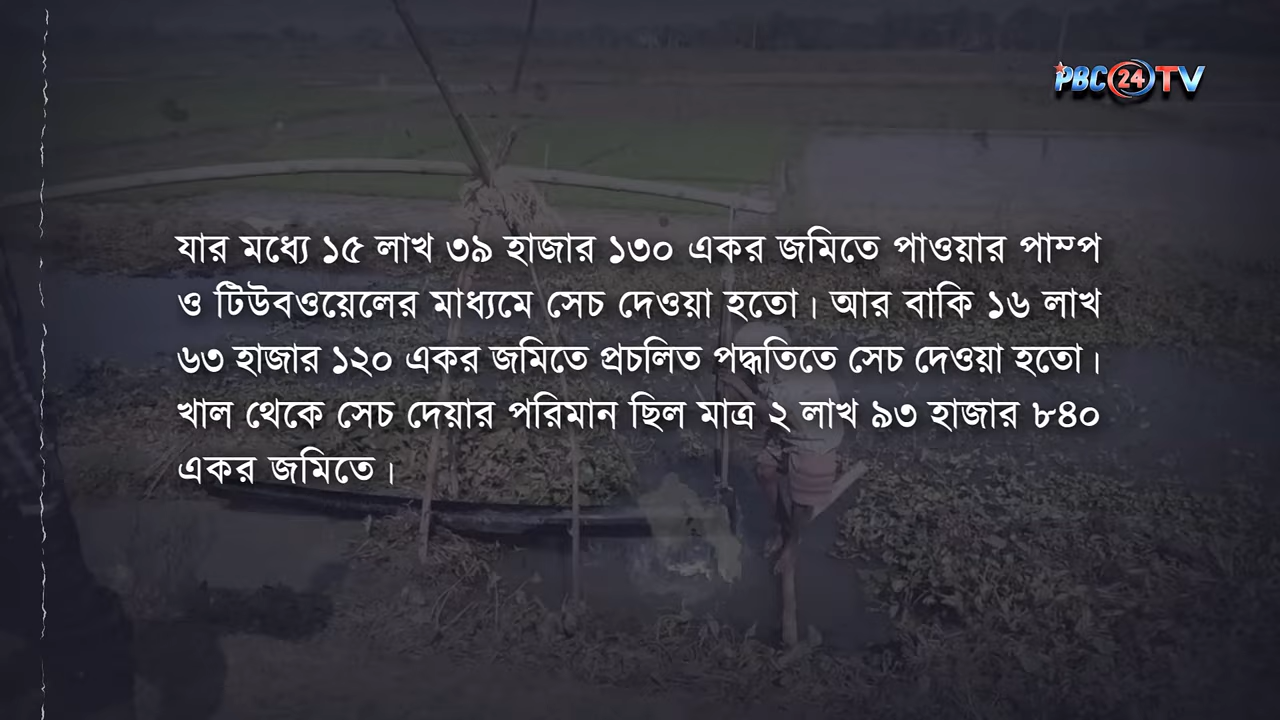 PBC 24 TV
যার মধ্যে ১৫ লাখ ৩৯ হাজার ১৩০ একর জমিতে পাওয়ার পাম্প
ও টিউবওয়েলের মাধ্যমে সেচ দেওয়া হতো। আর বাকি ১৬ লাখ
৬৩ হাজার ১২০ একর জমিতে প্রচলিত পদ্ধতিতে সেচ দেওয়া হতো।
খাল থেকে সেচ দেয়ার পরিমান ছিল মাত্র ২ লাখ ৯৩ হাজার ৮৪০
একর জমিতে।